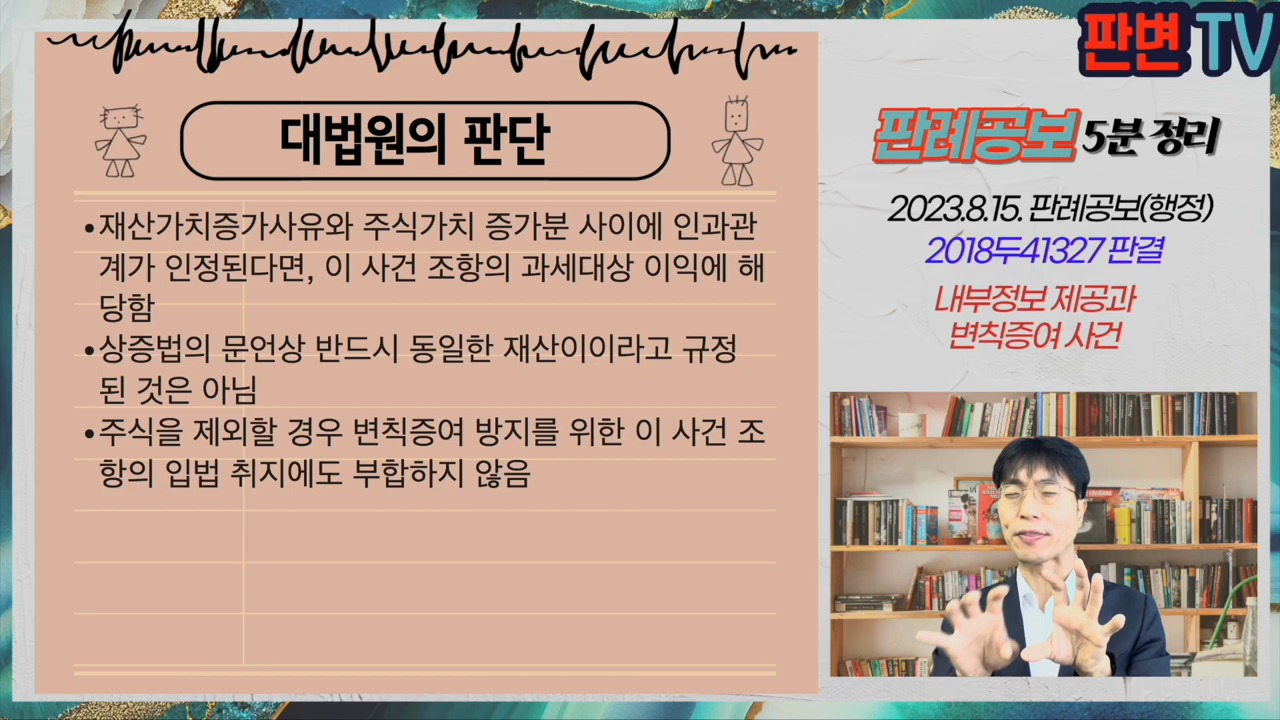 판변 TV
대법원의 판단
•재산가치증가사유와 주식가치 증가분 사이에 인과관
계가 인정된다면, 이 사건 조항의 과세대상 이익에 해
당함
•상증법의 문언상 반드시 동일한 재산이이라고 규정
된 것은 아님
•주식을 제외할 경우 변칙증여 방지를 위한 이 사건 조
항의 입법 취지에도 부합하지 않음
판례공보 5분 정리
2023.8.15. 판례공보(행정)
2018두41327 판결
내부정보 제공과
변칙증여 사건